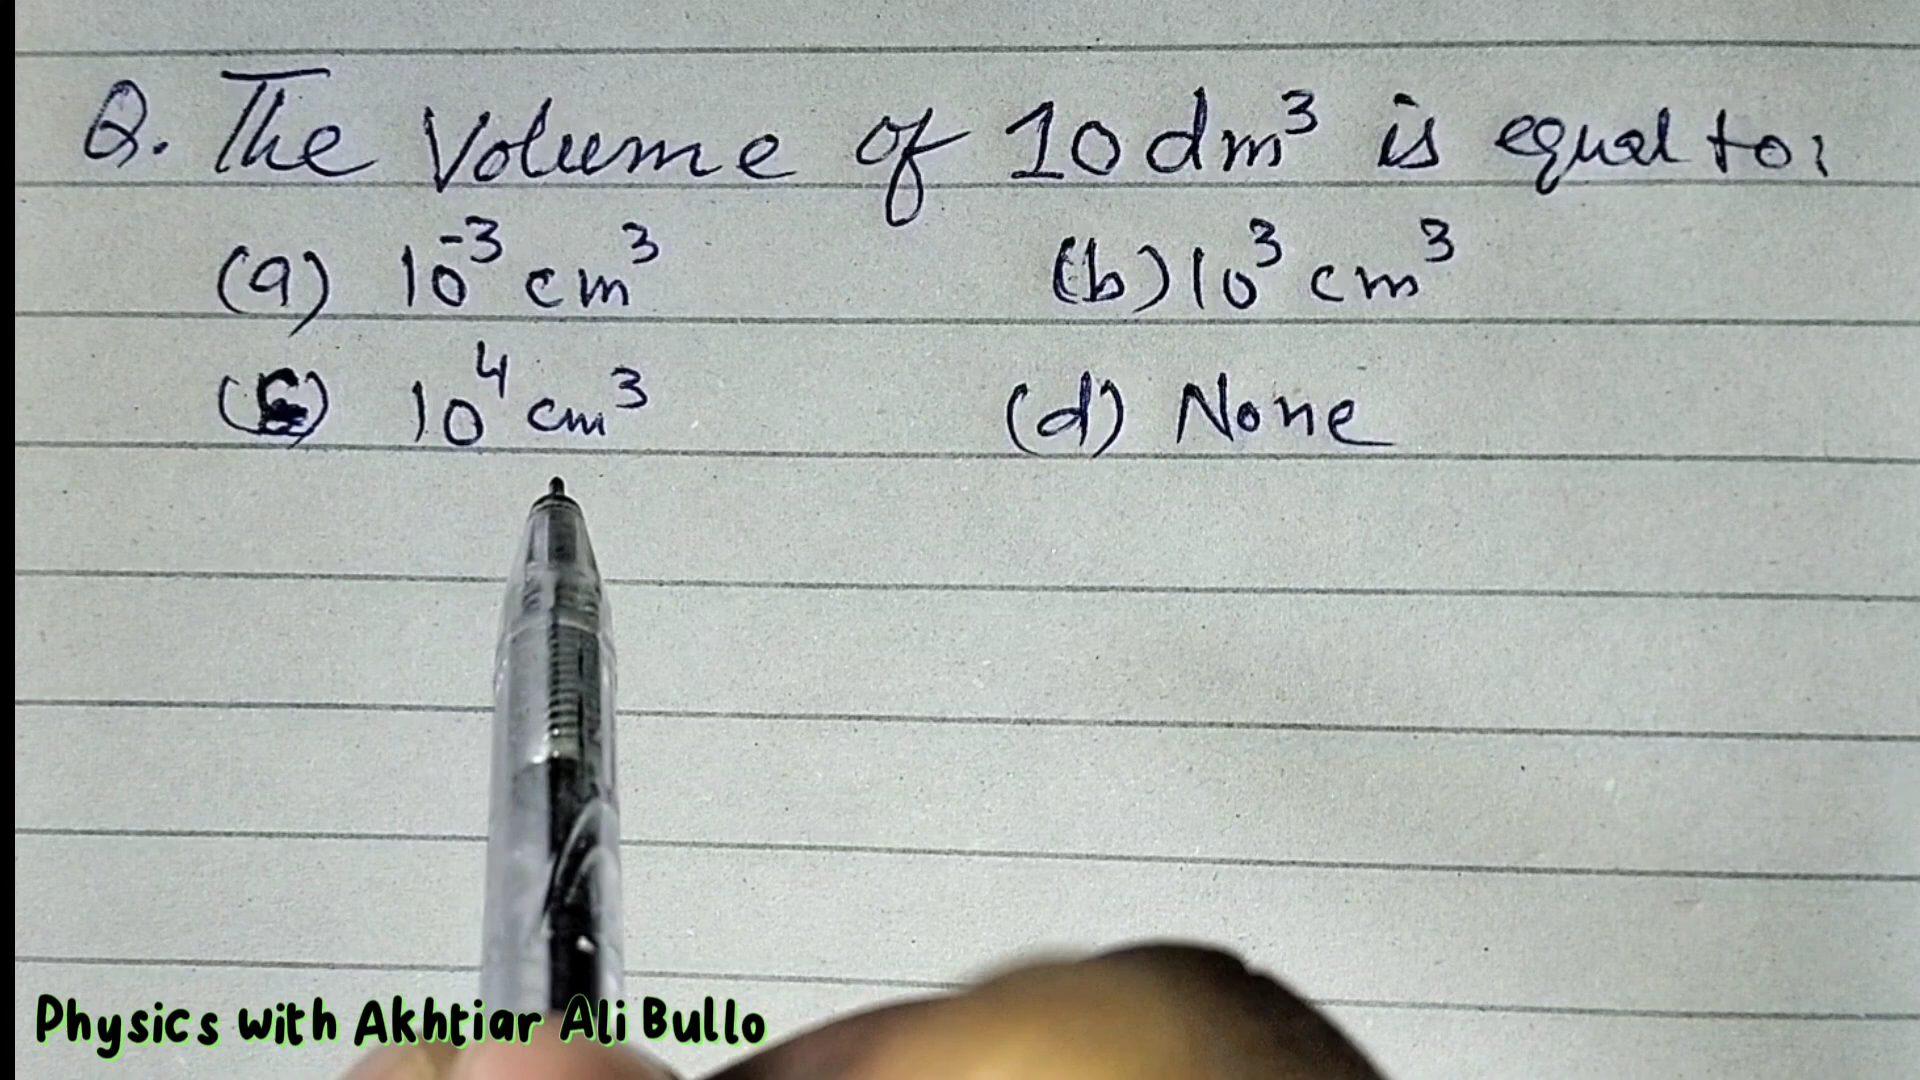 Q. The Volume of 10 dm³ is equal to:
(a) 10⁻³ cm³ (b) 10³ cm³
(c) 10⁴ cm³ (d) None
Physics with Akhtiar Ali Bullo